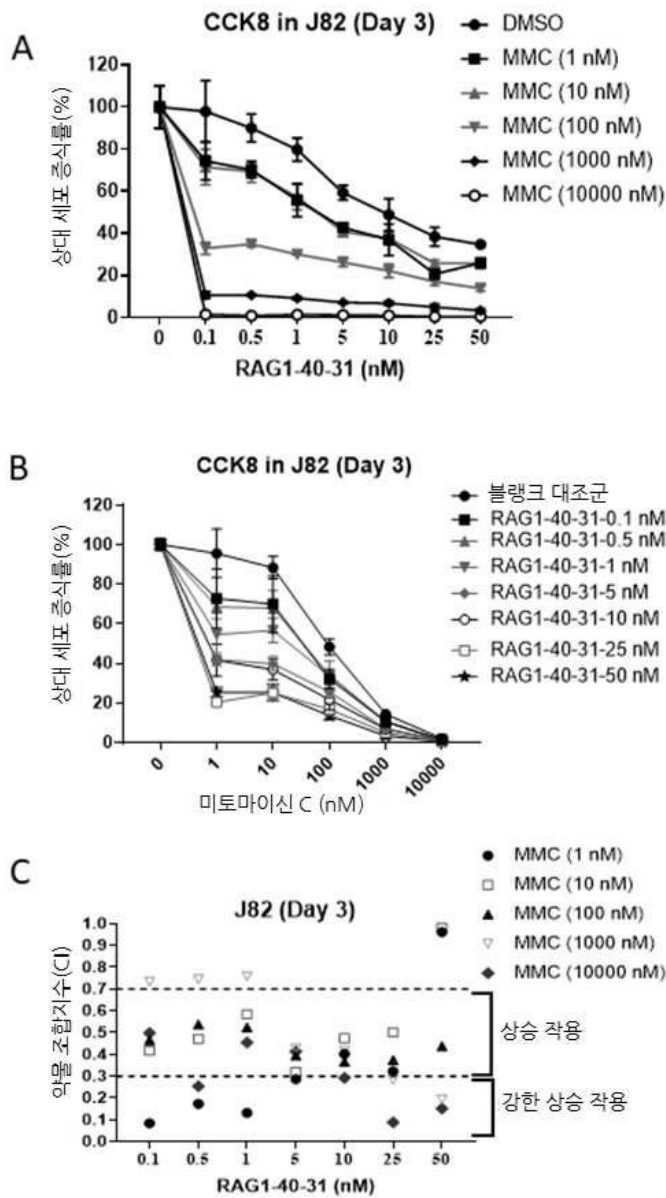 A
CCK8 in J82 (Day 3)
DMSO
MMC (1 nM)
MMC (10 nM)
MMC (100 nM)
MMC (1000 nM)
MMC (10000 nM)
상대 세포 증식률(%)
120
100
80
60
40
20
0
0 0.1 0.5 1 5 10 25 50
RAG1-40-31 (nM)
B
CCK8 in J82 (Day 3)
블랭크 대조군
RAG1-40-31-0.1 nM
RAG1-40-31-0.5 nM
RAG1-40-31-1 nM
RAG1-40-31-5 nM
RAG1-40-31-10 nM
RAG1-40-31-25 nM
RAG1-40-31-50 nM
상대 세포 증식률(%)
120
100
80
60
40
20
0
0 1 10 100 1000 10000
미토마이신 C (nM)
C
J82 (Day 3)
MMC (1 nM)
MMC (10 nM)
MMC (100 nM)
MMC (1000 nM)
MMC (10000 nM)
약물 조합지수(CI)
1.0
0.9
0.8
0.7
0.6
0.5
0.4
0.3
0.2
0.1
0.0
상승 작용
강한 상승 작용
0.1 0.5 1 5 10 25 50
RAG1-40-31 (nM)